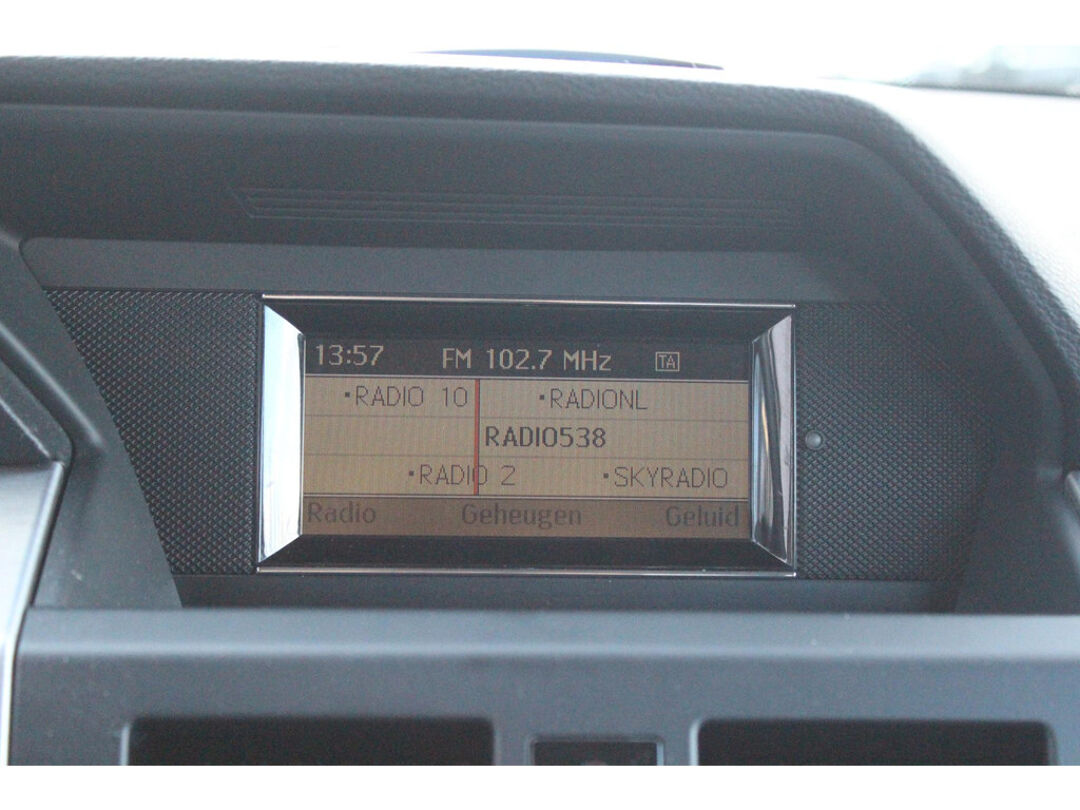 13:57 FM 102.7 MHz TA
•RADIO 10 •RADIONL
RADIO538
•RADIO 2 •SKYRADIO
Radio Geheugen Geluid